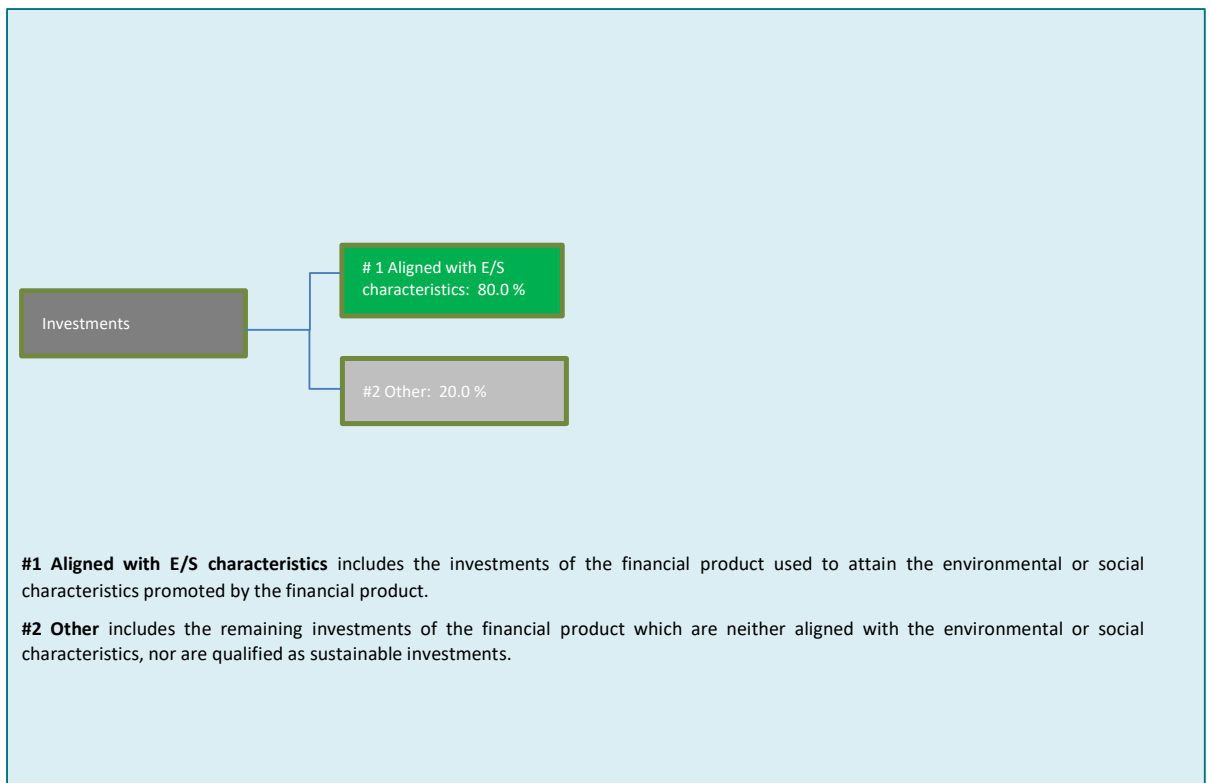 # 1 Aligned with E/S
characteristics: 80.0 %
Investments
#2 Other: 20.0 %
#1 Aligned with E/S characteristics includes the investments of the financial product used to attain the environmental or social
characteristics promoted by the financial product.
#2 Other includes the remaining investments of the financial product which are neither aligned with the environmental or social
characteristics, nor are qualified as sustainable investments.